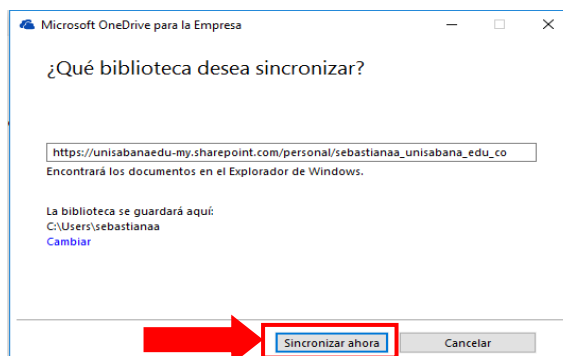 Microsoft OneDrive para la Empresa
¿Qué biblioteca desea sincronizar?
https://unisabanaedu-my.sharepoint.com/personal/sebastianaa_unisabana_edu_co
Encontrará los documentos en el Explorador de Windows.
La biblioteca se guardará aquí:
C:\Users\sebastianaa
Cambiar
Sincronizar ahora
Cancelar